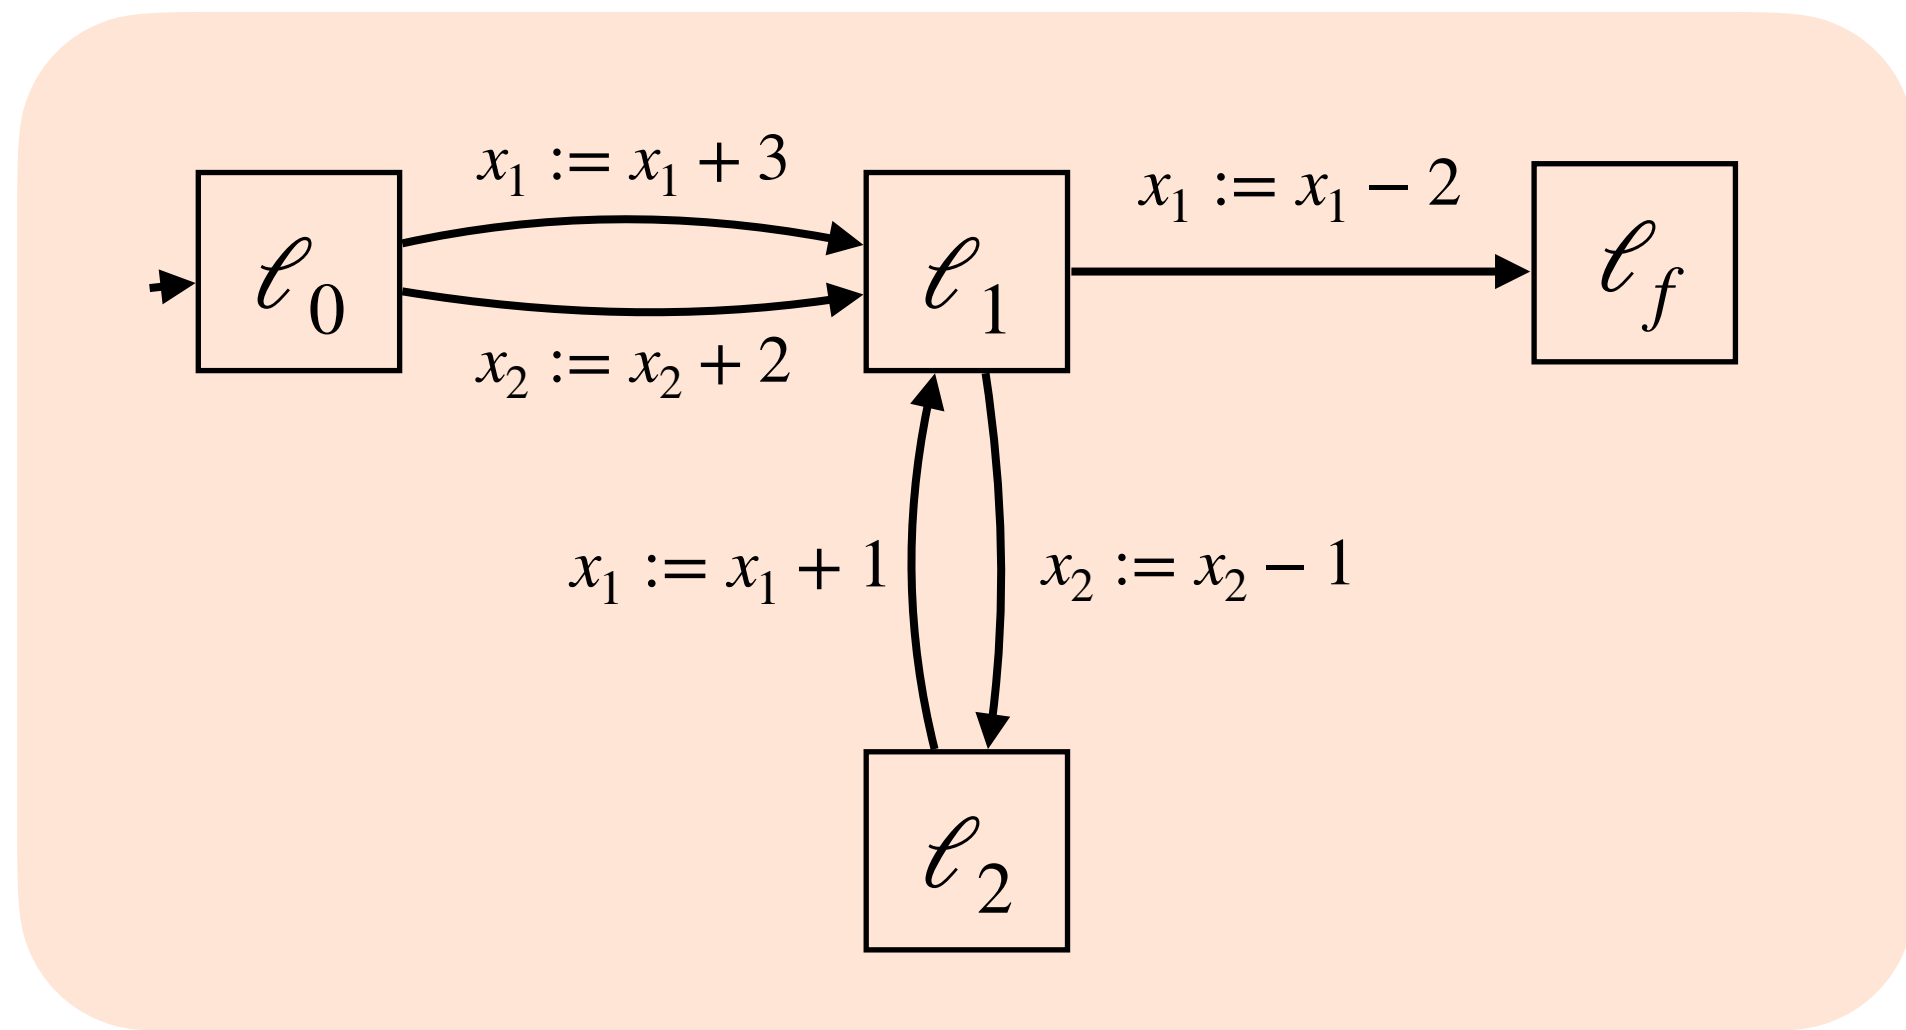 x₁ := x₁ + 3
x₁ := x₁ − 2
ℓ₀
ℓ₁
ℓ_f
x₂ := x₂ + 2
x₁ := x₁ + 1
x₂ := x₂ − 1
ℓ₂